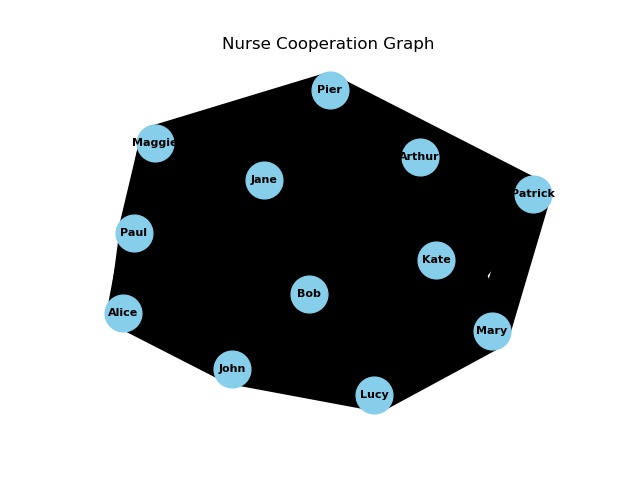 Nurse Cooperation Graph
Pier
Maggie
Arthur
Jane
Patrick
Paul
Kate
Bob
Alice
Mary
John
Lucy